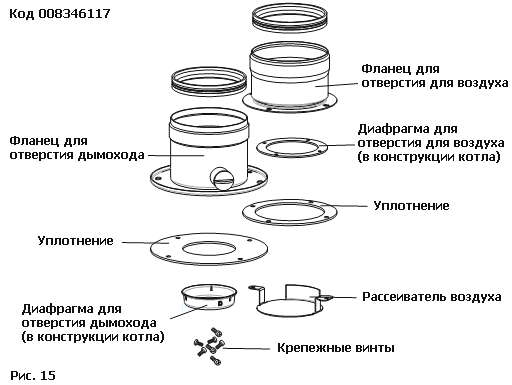 Код 008346117
Фланец для
отверстия для воздуха
Диафрагма для
отверстия для воздуха
(в конструкции котла)
Фланец для
отверстия дымохода
Уплотнение
Уплотнение
Рассеиватель воздуха
Диафрагма для
отверстия дымохода
(в конструкции котла)
Крепежные винты
Рис. 15